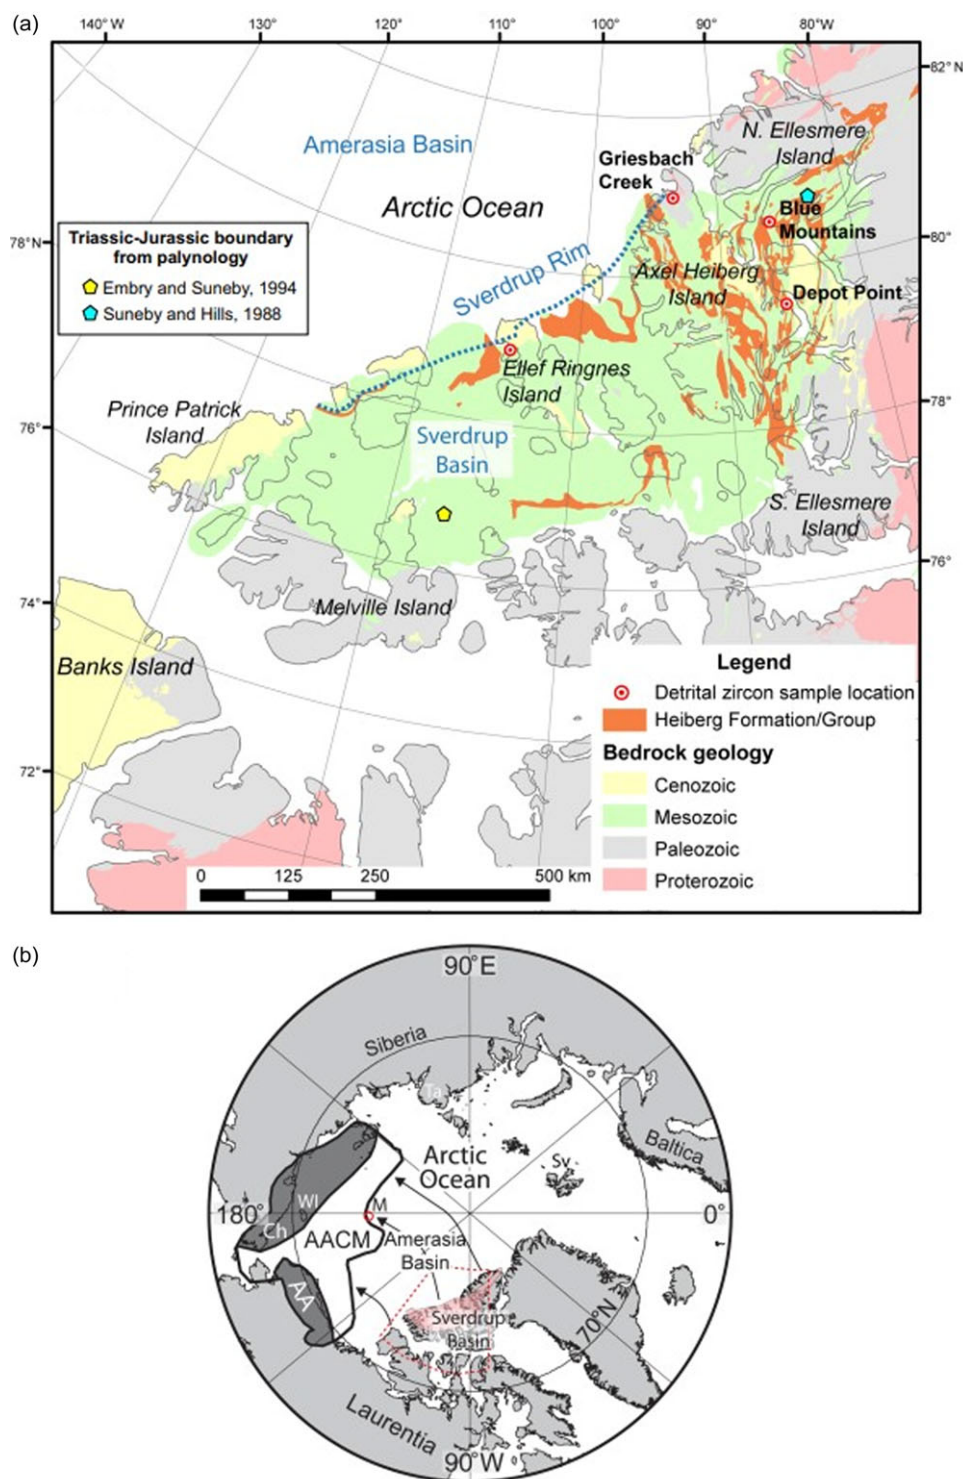 (a)
140°W
130°
120°
110°
100°
90°
80°W
82°N
Amerasia Basin
Arctic Ocean
N. Ellesmere
Island
Griesbach
Creek
Blue
Mountains
78°N
80°
Triassic-Jurassic boundary
from palynology
Embry and Suneby, 1994
Suneby and Hills, 1988
Sverdrup Rim
Axel Heiberg
Island
Depot Point
Ellef Ringnes
Island
Prince Patrick
Island
78°
76°
Sverdrup
Basin
S. Ellesmere
Island
76°
74°
Melville Island
Banks Island
72°
Legend
Detrital zircon sample location
Heiberg Formation/Group
Bedrock geology
Cenozoic
Mesozoic
Paleozoic
Proterozoic
0
125
250
500 km
(b)
90°E
Siberia
Ta
Baltica
Arctic
Ocean
Sv
WI
M
180°
Ch
AACM
Amerasia
Basin
0°
AA
Sverdrup
Basin
70°N
Laurentia
90°W